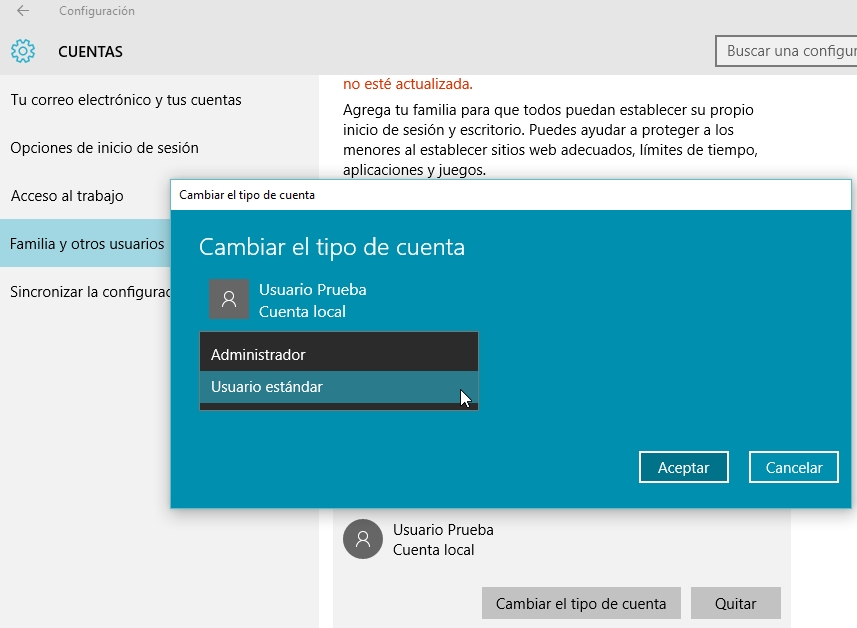 Configuración
CUENTAS
Buscar una configur
Tu correo electrónico y tus cuentas
Opciones de inicio de sesión
Acceso al trabajo
Familia y otros usuarios
Sincronizar la configurac
no esté actualizada.
Agrega tu familia para que todos puedan establecer su propio
inicio de sesión y escritorio. Puedes ayudar a proteger a los
menores al establecer sitios web adecuados, límites de tiempo,
aplicaciones y juegos.
Cambiar el tipo de cuenta
Cambiar el tipo de cuenta
Usuario Prueba
Cuenta local
Administrador
Usuario estándar
Aceptar
Cancelar
Usuario Prueba
Cuenta local
Cambiar el tipo de cuenta
Quitar